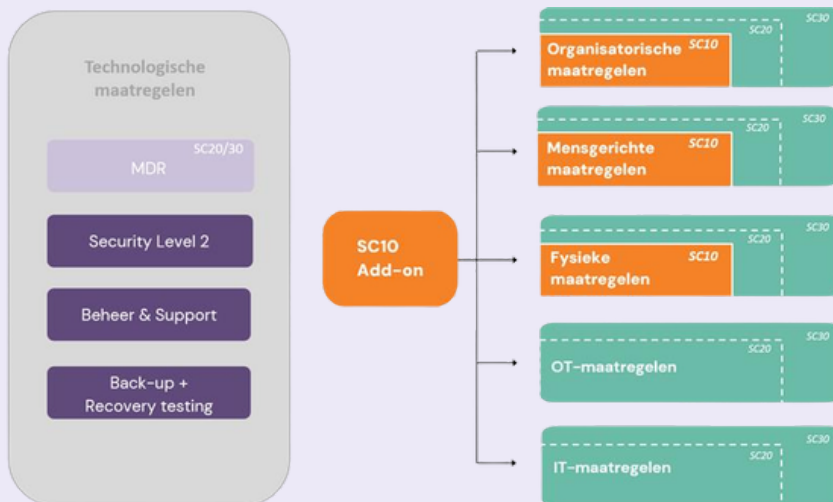 Technologische
maatregelen
SC20/30
MDR
Security Level 2
Beheer & Support
Back-up +
Recovery testing
SC10
Add-on
SC30
SC20
SC10
Organisatorische
maatregelen
SC30
SC20
SC10
Mensgerichte
maatregelen
SC30
SC20
SC10
Fysieke
maatregelen
SC30
SC20
OT-maatregelen
SC30
SC20
IT-maatregelen